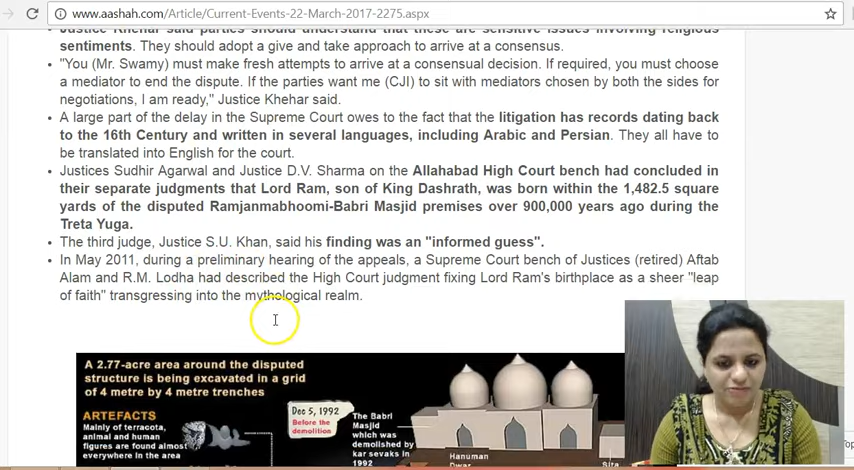 www.aashah.com/Article/Current-Events-22-March-2017-2275.aspx
Justice Khehar said parties should understand that these are sensitive issues involving religious
sentiments. They should adopt a give and take approach to arrive at a consensus.
"You (Mr. Swamy) must make fresh attempts to arrive at a consensual decision. If required, you must choose
a mediator to end the dispute. If the parties want me (CJI) to sit with mediators chosen by both the sides for
negotiations, I am ready," Justice Khehar said.
A large part of the delay in the Supreme Court owes to the fact that the litigation has records dating back
to the 16th Century and written in several languages, including Arabic and Persian. They all have to
be translated into English for the court.
Justices Sudhir Agarwal and Justice D.V. Sharma on the Allahabad High Court bench had concluded in
their separate judgments that Lord Ram, son of King Dashrath, was born within the 1,482.5 square
yards of the disputed Ramjanmabhoomi-Babri Masjid premises over 900,000 years ago during the
Treta Yuga.
The third judge, Justice S.U. Khan, said his finding was an "informed guess".
In May 2011, during a preliminary hearing of the appeals, a Supreme Court bench of Justices (retired) Aftab
Alam and R.M. Lodha had described the High Court judgment fixing Lord Ram's birthplace as a sheer "leap
of faith" transgressing into the mythological realm.
A 2.77-acre area around the disputed
structure is being excavated in a grid
of 4 metre by 4 metre trenches
ARTEFACTS
Mainly of terracota,
animal and human
figures are found almost
everywhere in the area
Dec 5, 1992
Before the
demolition
The Babri
Masjid
which was
demolished by
kar sevaks in
1992
Hanuman
Dwar
Sita
Top